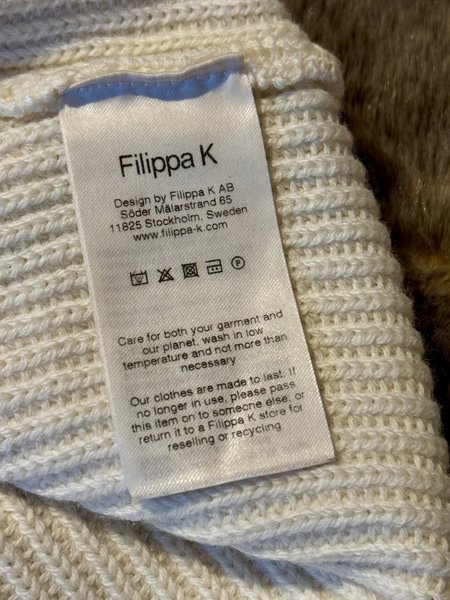 Filippa K
Design by Filippa K AB
Söder Mälarstrand 65
11825 Stockholm, Sweden
www.filippa-k.com
P
Care for both your garment and
our planet, wash in low
temperature and not more than
necessary
Our clothes are made to last. If
no longer in use, please pass
this item on to someone else, or
return it to a Filippa K store for
reselling or recycling